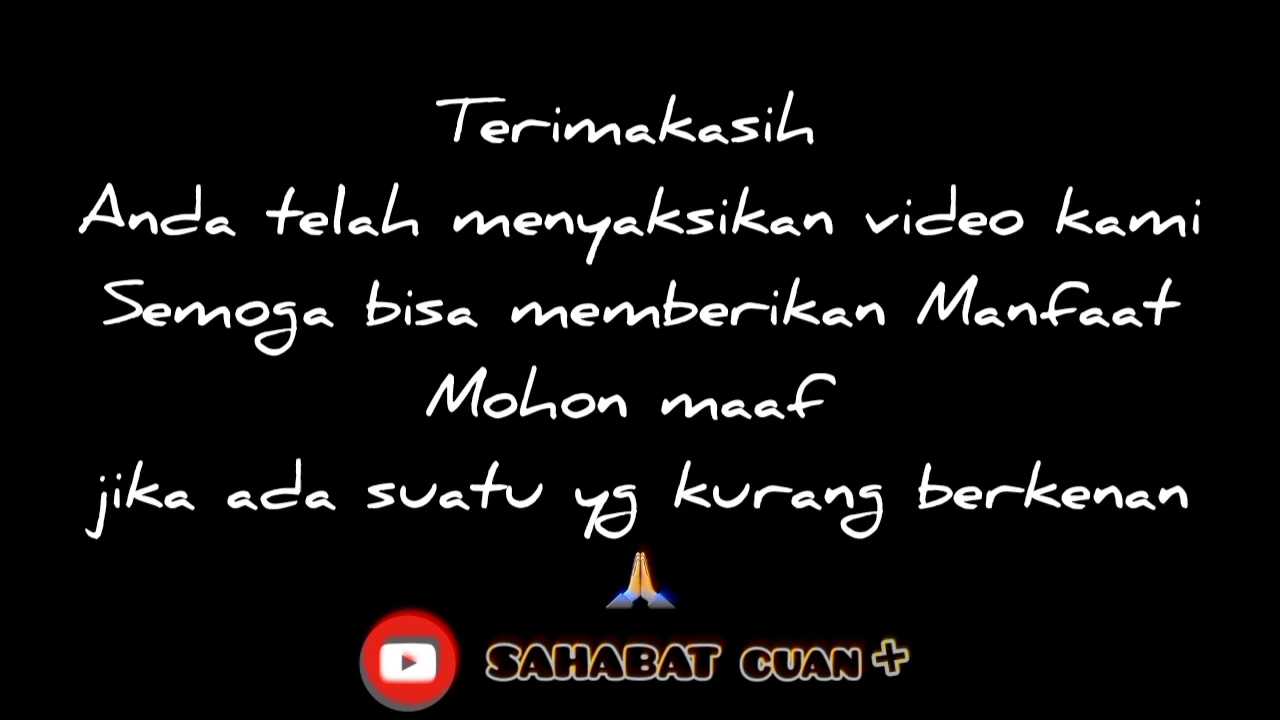 Terimakasih
Anda telah menyaksikan video kami
Semoga bisa memberikan Manfaat
Mohon maaf
jika ada suatu yg kurang berkenan
🙏
SAHABAT CUAN +